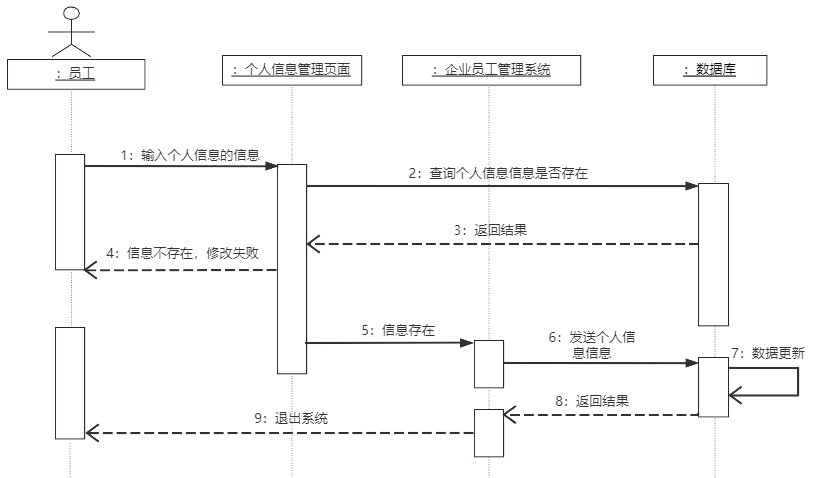 ：员工
：个人信息管理页面
：企业员工管理系统
：数据库
1：输入个人信息的信息
2：查询个人信息信息是否存在
3：返回结果
4：信息不存在，修改失败
5：信息存在
6：发送个人信
息信息
7：数据更新
8：返回结果
9：退出系统